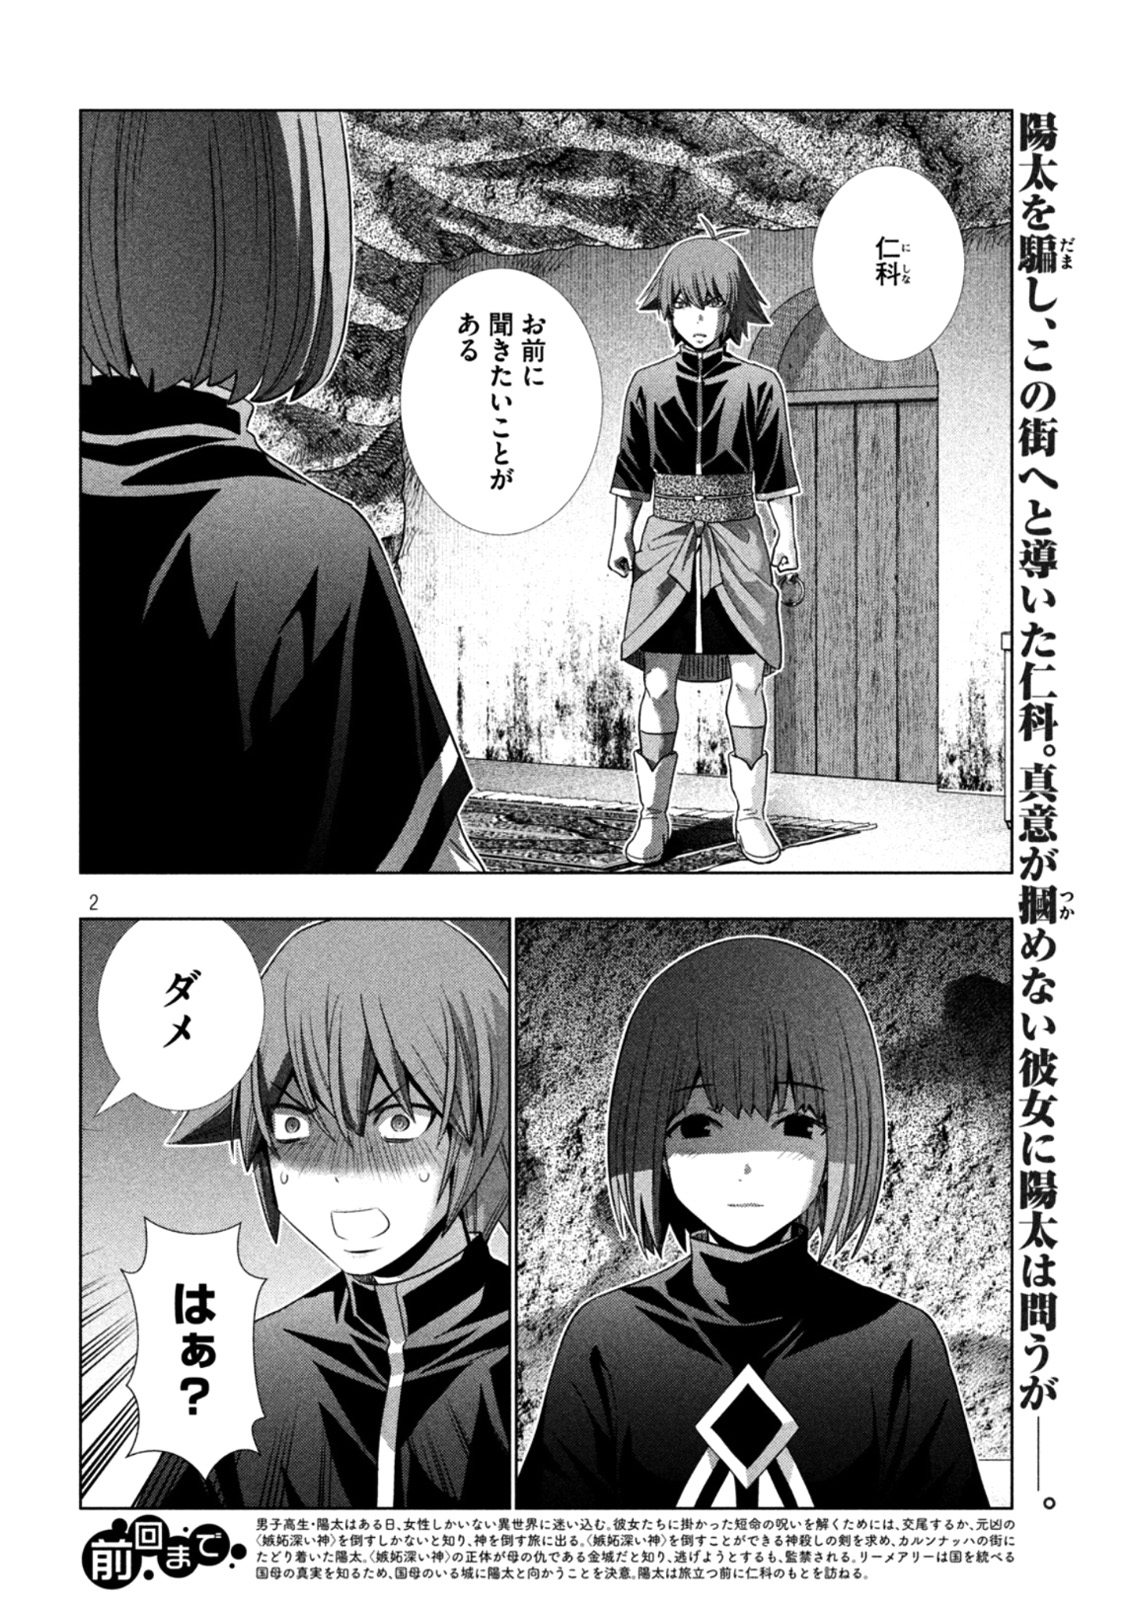 陽太を騙し、この街へと導いた仁科。真意が掴めない彼女に陽太は問うが――。
だま
つか
仁科
にしな
お前に
聞きたいことが
ある
2
ダメ
はぁ？
前回まで
男子高生・陽太はある日、女性しかいない異世界に迷い込む。彼女たちに掛かった短命の呪いを解くためには、交尾するか、元凶の
〈嫉妬深い神〉を倒すしかないと知り、神を倒す旅に出る。〈嫉妬深い神〉を倒すことができる神殺しの剣を求め、カルンナッハの街に
たどり着いた陽太。〈嫉妬深い神〉の正体が母の仇である金城だと知り、逃げようとするも、監禁される。リーメアリーは国を統べる
国母の真実を知るため、国母のいる城に陽太と向かうことを決意。陽太は旅立つ前に仁科のもとを訪ねる。